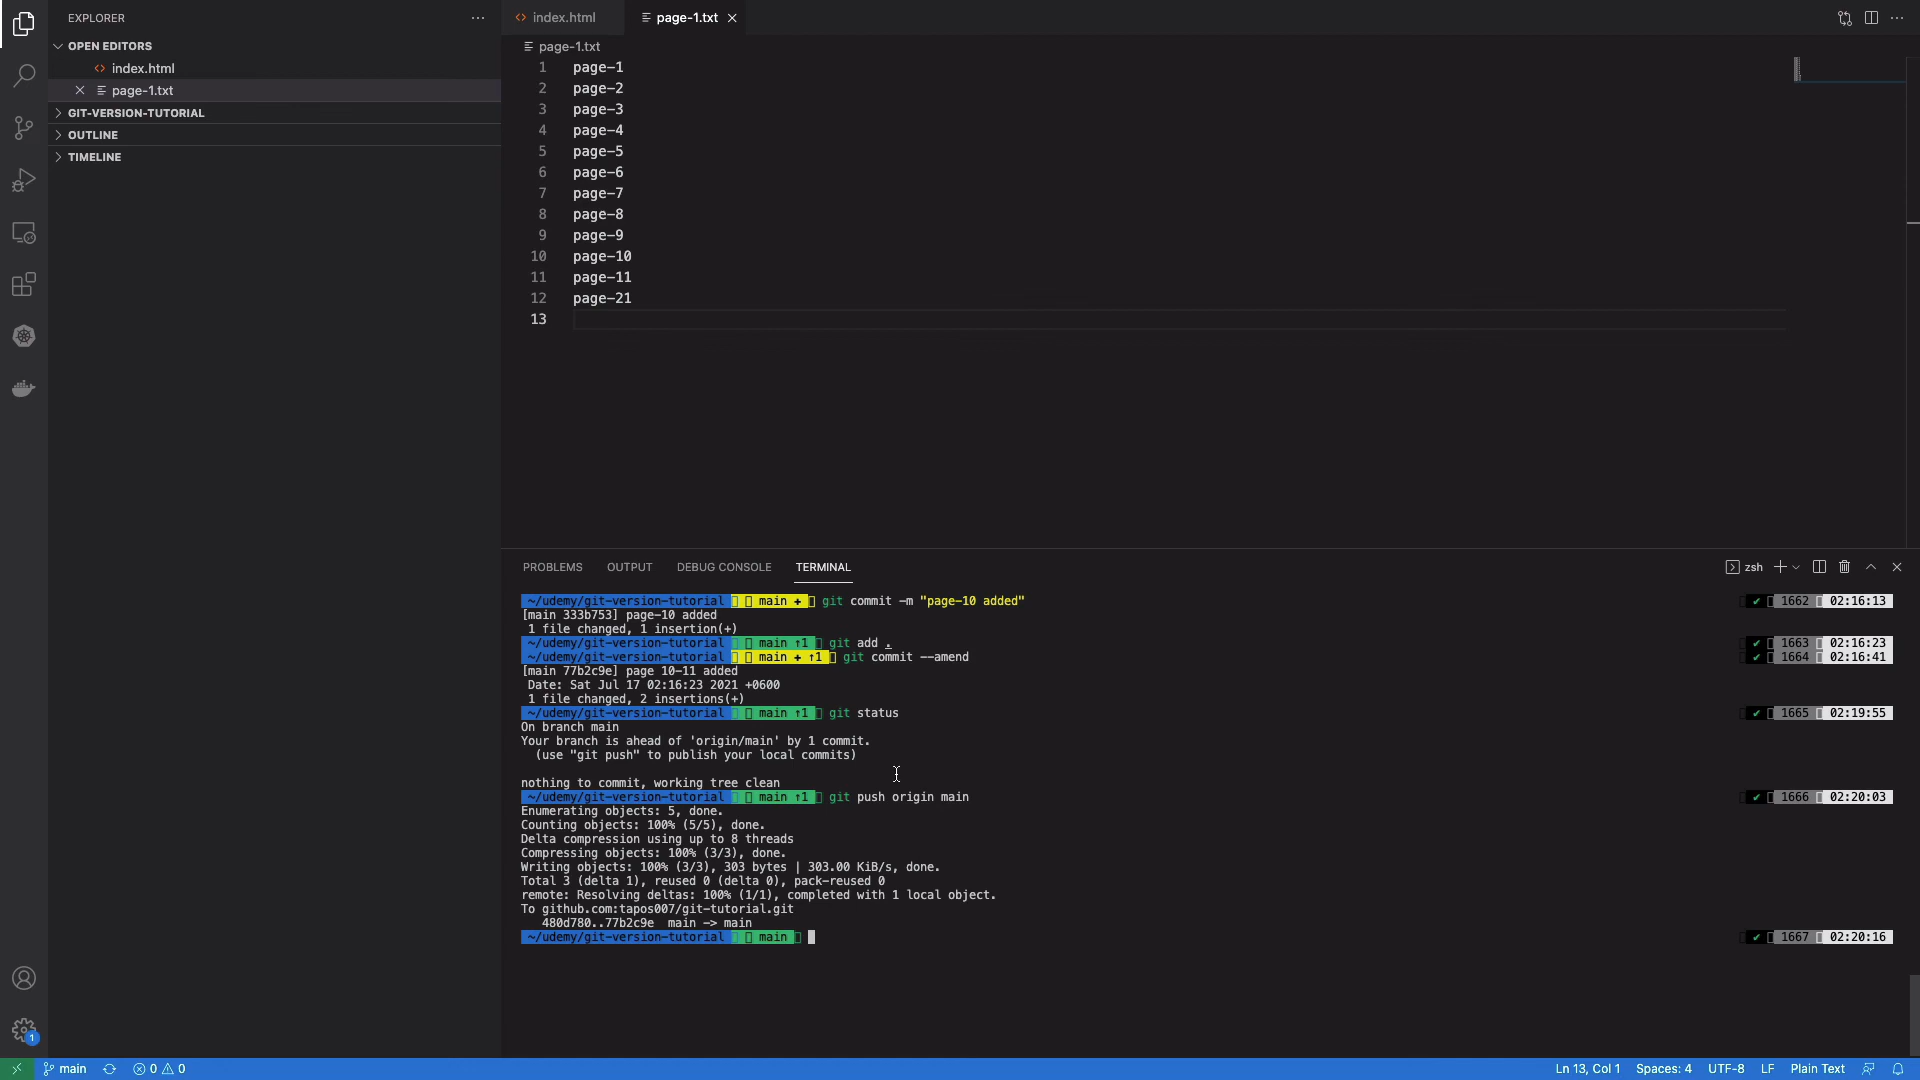 EXPLORER
OPEN EDITORS
index.html
page-1.txt
GIT-VERSION-TUTORIAL
OUTLINE
TIMELINE
index.html
page-1.txt
page-1.txt
1 page-1
2 page-2
3 page-3
4 page-4
5 page-5
6 page-6
7 page-7
8 page-8
9 page-9
10 page-10
11 page-11
12 page-21
13
PROBLEMS OUTPUT DEBUG CONSOLE TERMINAL zsh
~/udemy/git-version-tutorial main + git commit -m "page-10 added" ✔ 1662 02:16:13
[main 333b753] page-10 added
1 file changed, 1 insertion(+)
~/udemy/git-version-tutorial main ↑1 git add . ✔ 1663 02:16:23
~/udemy/git-version-tutorial main + ↑1 git commit --amend ✔ 1664 02:16:41
[main 77b2c9e] page 10-11 added
Date: Sat Jul 17 02:16:23 2021 +0600
1 file changed, 2 insertions(+)
~/udemy/git-version-tutorial main ↑1 git status ✔ 1665 02:19:55
On branch main
Your branch is ahead of 'origin/main' by 1 commit.
(use "git push" to publish your local commits)
nothing to commit, working tree clean
~/udemy/git-version-tutorial main ↑1 git push origin main ✔ 1666 02:20:03
Enumerating objects: 5, done.
Counting objects: 100% (5/5), done.
Delta compression using up to 8 threads
Compressing objects: 100% (3/3), done.
Writing objects: 100% (3/3), 303 bytes | 303.00 KiB/s, done.
Total 3 (delta 1), reused 0 (delta 0), pack-reused 0
remote: Resolving deltas: 100% (1/1), completed with 1 local object.
To github.com:tapos007/git-tutorial.git
480d780..77b2c9e main -> main
~/udemy/git-version-tutorial main ✔ 1667 02:20:16
1
main 0 0 Ln 13, Col 1 Spaces: 4 UTF-8 LF Plain Text